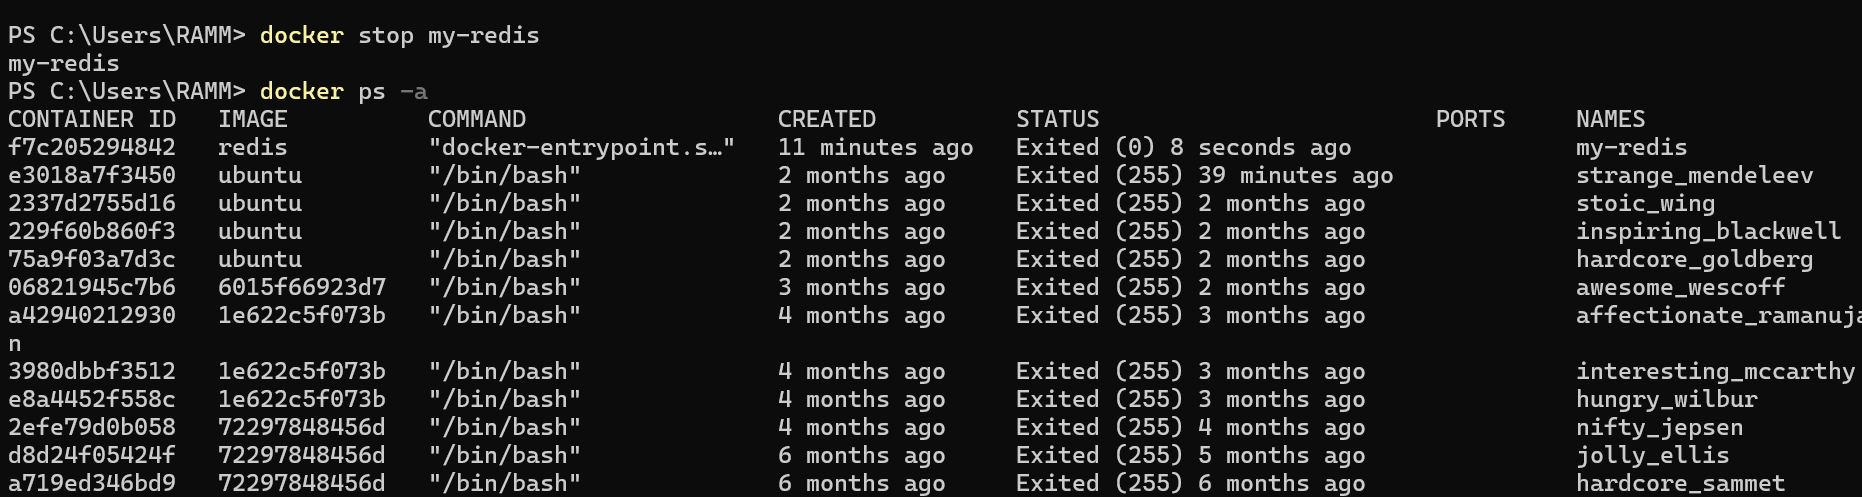 PS C:\Users\RAMM> docker stop my-redis
my-redis
PS C:\Users\RAMM> docker ps -a
CONTAINER ID   IMAGE          COMMAND                  CREATED          STATUS                        PORTS     NAMES
f7c205294842   redis          "docker-entrypoint.s…"   11 minutes ago   Exited (0) 8 seconds ago                my-redis
e3018a7f3450   ubuntu         "/bin/bash"              2 months ago     Exited (255) 39 minutes ago             strange_mendeleev
2337d2755d16   ubuntu         "/bin/bash"              2 months ago     Exited (255) 2 months ago               stoic_wing
229f60b860f3   ubuntu         "/bin/bash"              2 months ago     Exited (255) 2 months ago               inspiring_blackwell
75a9f03a7d3c   ubuntu         "/bin/bash"              2 months ago     Exited (255) 2 months ago               hardcore_goldberg
06821945c7b6   6015f66923d7   "/bin/bash"              3 months ago     Exited (255) 2 months ago               awesome_wescoff
a42940212930   1e622c5f073b   "/bin/bash"              4 months ago     Exited (255) 3 months ago               affectionate_ramanuja
n
3980dbbf3512   1e622c5f073b   "/bin/bash"              4 months ago     Exited (255) 3 months ago               interesting_mccarthy
e8a4452f558c   1e622c5f073b   "/bin/bash"              4 months ago     Exited (255) 3 months ago               hungry_wilbur
2efe79d0b058   72297848456d   "/bin/bash"              4 months ago     Exited (255) 4 months ago               nifty_jepsen
d8d24f05424f   72297848456d   "/bin/bash"              6 months ago     Exited (255) 5 months ago               jolly_ellis
a719ed346bd9   72297848456d   "/bin/bash"              6 months ago     Exited (255) 6 months ago               hardcore_sammet